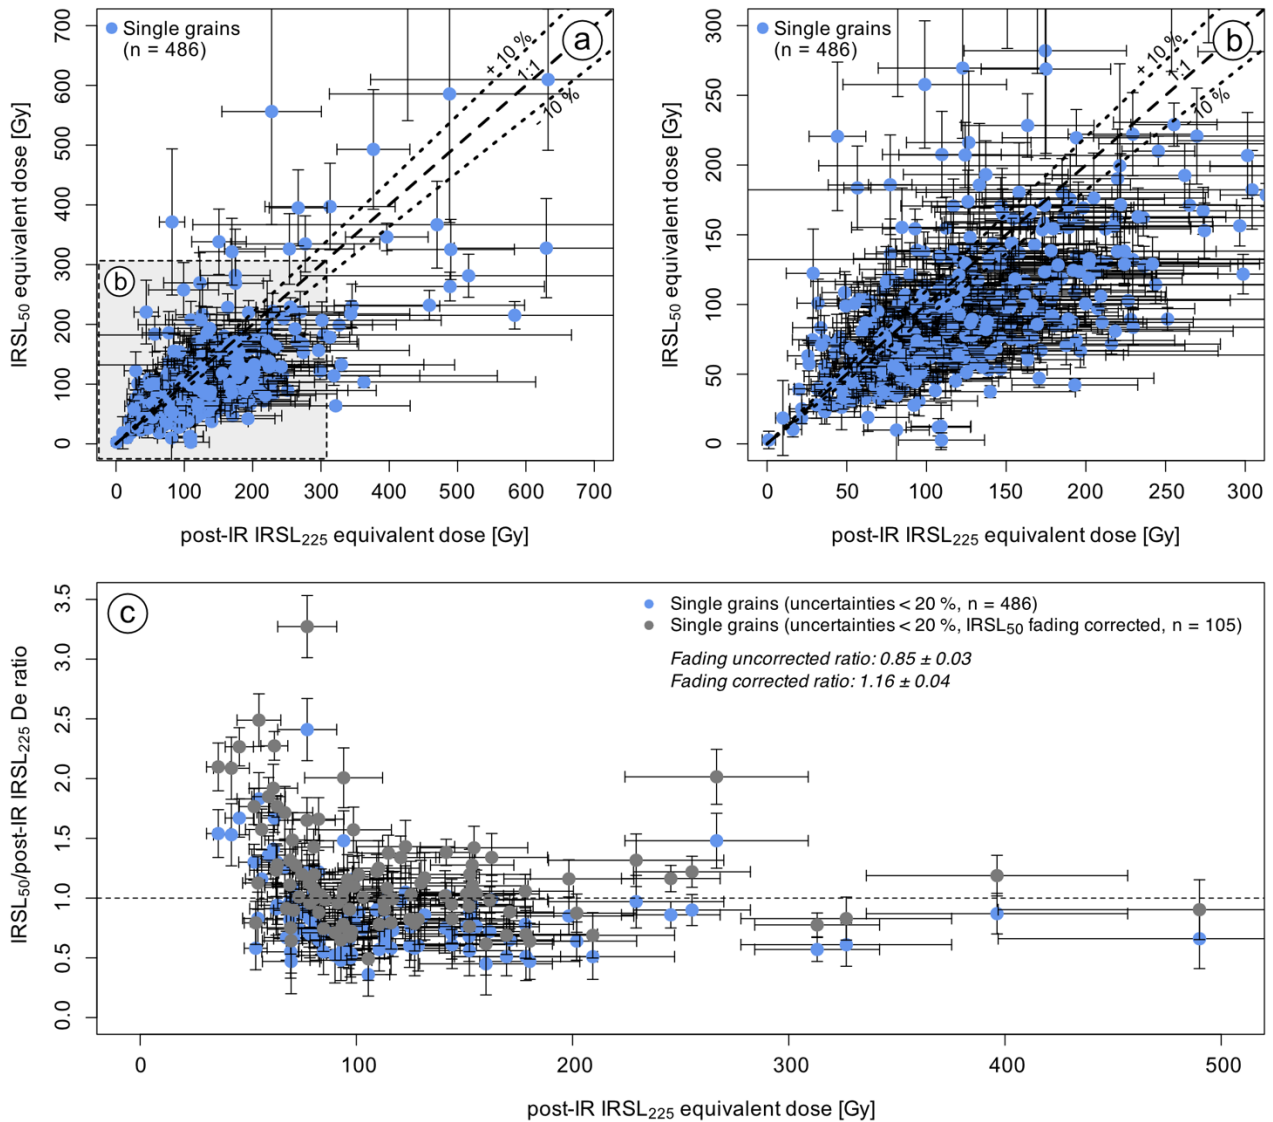 Single grains
(n = 486)
a
+ 10 %
1:1
- 10 %
b
700
600
500
400
300
200
100
0
IRSL50 equivalent dose [Gy]
0 100 200 300 400 500 600 700
post-IR IRSL225 equivalent dose [Gy]
Single grains
(n = 486)
b
+ 10 %
1:1
- 10 %
300
250
200
150
100
50
0
IRSL50 equivalent dose [Gy]
0 50 100 150 200 250 300
post-IR IRSL225 equivalent dose [Gy]
c
Single grains (uncertainties < 20 %, n = 486)
Single grains (uncertainties < 20 %, IRSL50 fading corrected, n = 105)
Fading uncorrected ratio: 0.85 ± 0.03
Fading corrected ratio: 1.16 ± 0.04
3.5
3.0
2.5
2.0
1.5
1.0
0.5
0.0
IRSL50/post-IR IRSL225 De ratio
0 100 200 300 400 500
post-IR IRSL225 equivalent dose [Gy]